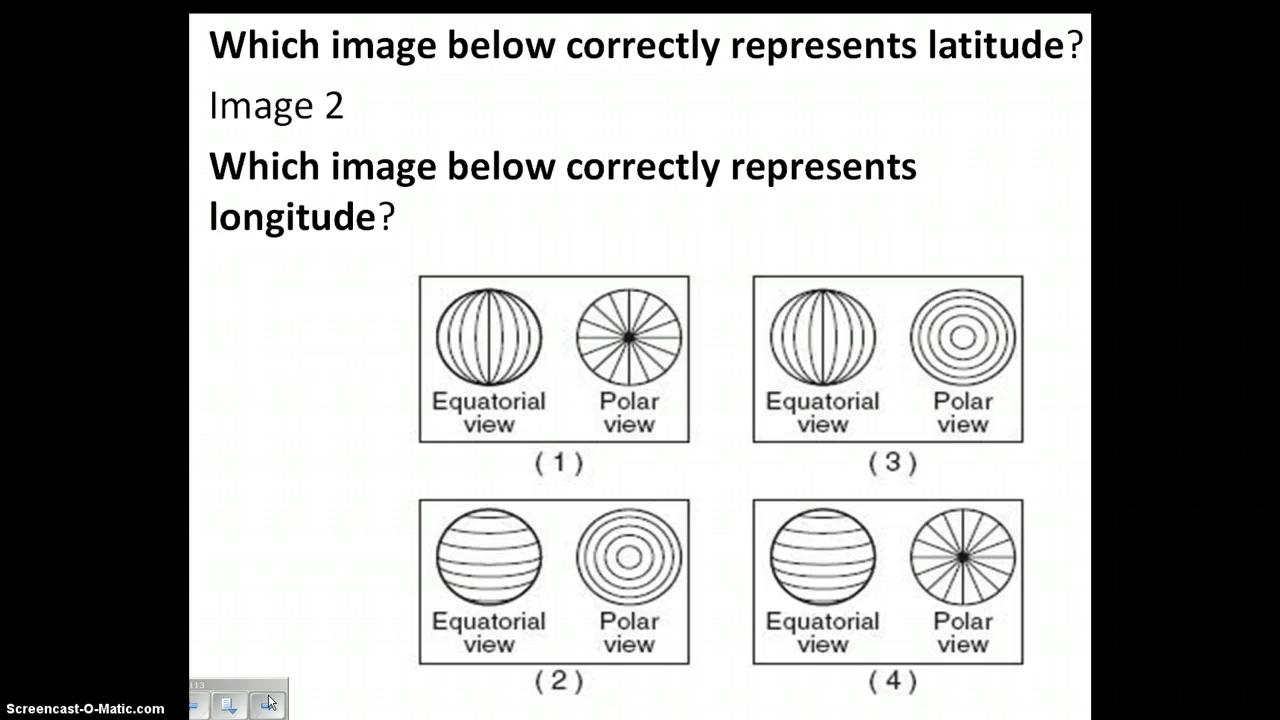 Which image below correctly represents latitude?
Image 2
Which image below correctly represents
longitude?
Equatorial view
Polar view
( 1 )
Equatorial view
Polar view
( 3 )
Equatorial view
Polar view
( 2 )
Equatorial view
Polar view
( 4 )
113
Screencast-O-Matic.com